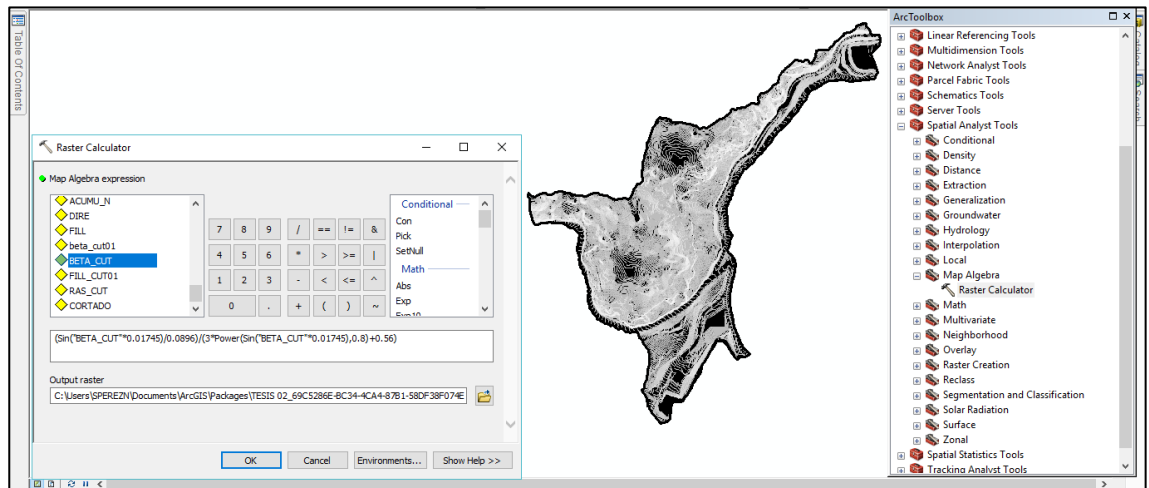 Table Of Contents
Raster Calculator
Map Algebra expression
ACUMU_N
DIRE
FILL
beta_cut01
BETA_CUT
FILL_CUT01
RAS_CUT
CORTADO
7 8 9 / == != &
4 5 6 * > >= |
1 2 3 - < <= ^
0 . + ( ) ~
Conditional
Con
Pick
SetNull
Math
Abs
Exp
Exp10
(Sin("BETA_CUT"*0.01745)/0.0896)/(3*Power(Sin("BETA_CUT"*0.01745),0.8)+0.56)
Output raster
C:\Users\SPEREZN\Documents\ArcGIS\Packages\TESIS 02_69C5286E-BC34-4CA4-87B1-58DF38F074E
OK Cancel Environments... Show Help >>
ArcToolbox
Linear Referencing Tools
Multidimension Tools
Network Analyst Tools
Parcel Fabric Tools
Schematics Tools
Server Tools
Spatial Analyst Tools
Conditional
Density
Distance
Extraction
Generalization
Groundwater
Hydrology
Interpolation
Local
Map Algebra
Raster Calculator
Math
Multivariate
Neighborhood
Overlay
Raster Creation
Reclass
Segmentation and Classification
Solar Radiation
Surface
Zonal
Spatial Statistics Tools
Tracking Analyst Tools